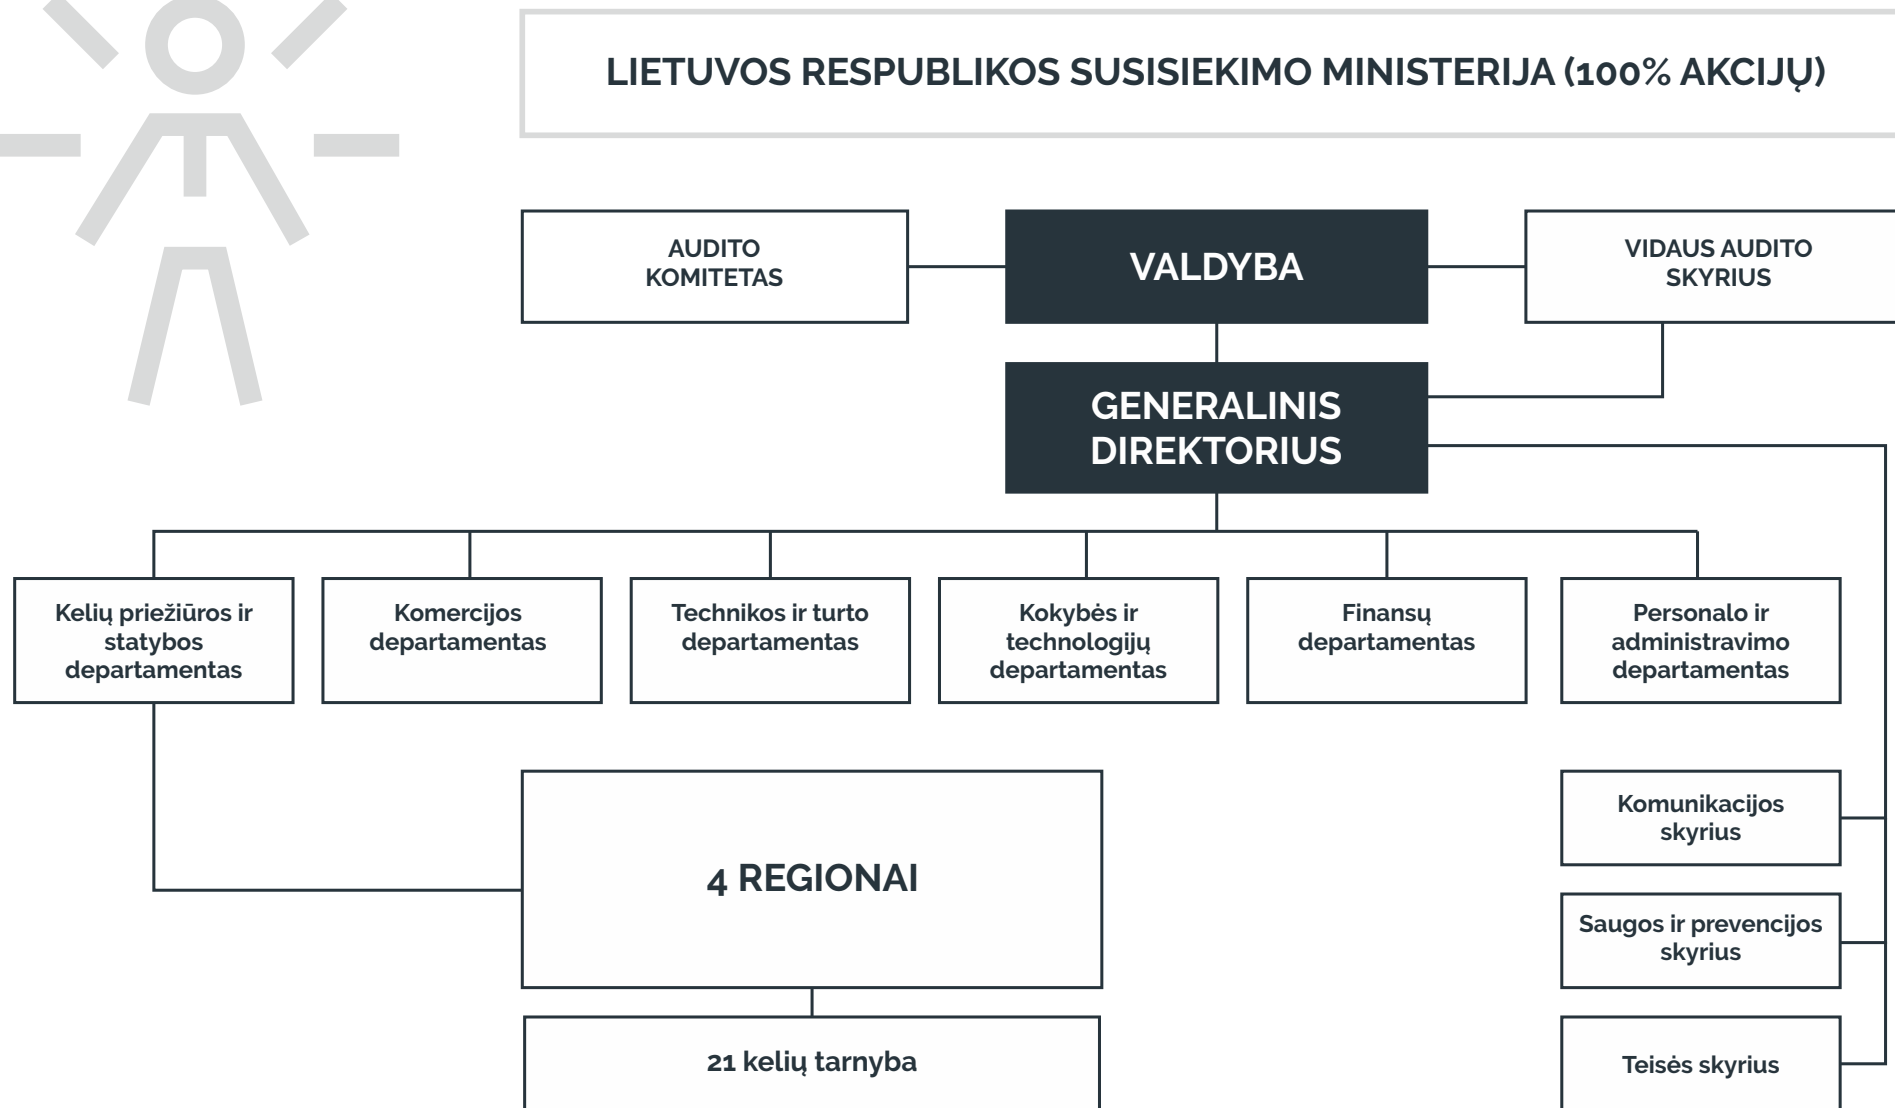 LIETUVOS RESPUBLIKOS SUSISIEKIMO MINISTERIJA (100% AKCIJŲ)
AUDITO
KOMITETAS
VALDYBA
VIDAUS AUDITO
SKYRIUS
GENERALINIS
DIREKTORIUS
Kelių priežiūros ir
statybos
departamentas
Komercijos
departamentas
Technikos ir turto
departamentas
Kokybės ir
technologijų
departamentas
Finansų
departamentas
Personalo ir
administravimo
departamentas
4 REGIONAI
Komunikacijos
skyrius
Saugos ir prevencijos
skyrius
21 kelių tarnyba
Teisės skyrius